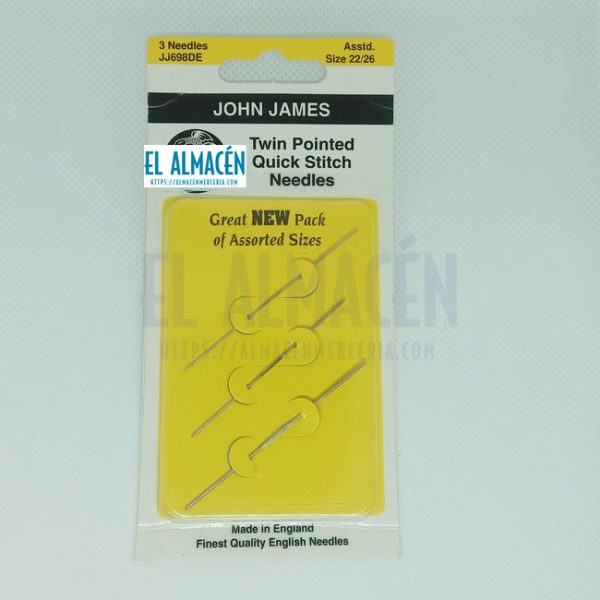 3 Needles
JJ698DE
Asstd.
Size 22/26
JOHN JAMES
Twin Pointed
Quick Stitch
Needles
EL ALMACÉN
HTTPS://ALMACENMERCERIA.COM
Great NEW Pack
of Assorted Sizes
EL ALMACÉN
HTTPS://ALMACENMERCERIA.COM
Made in England
Finest Quality English Needles